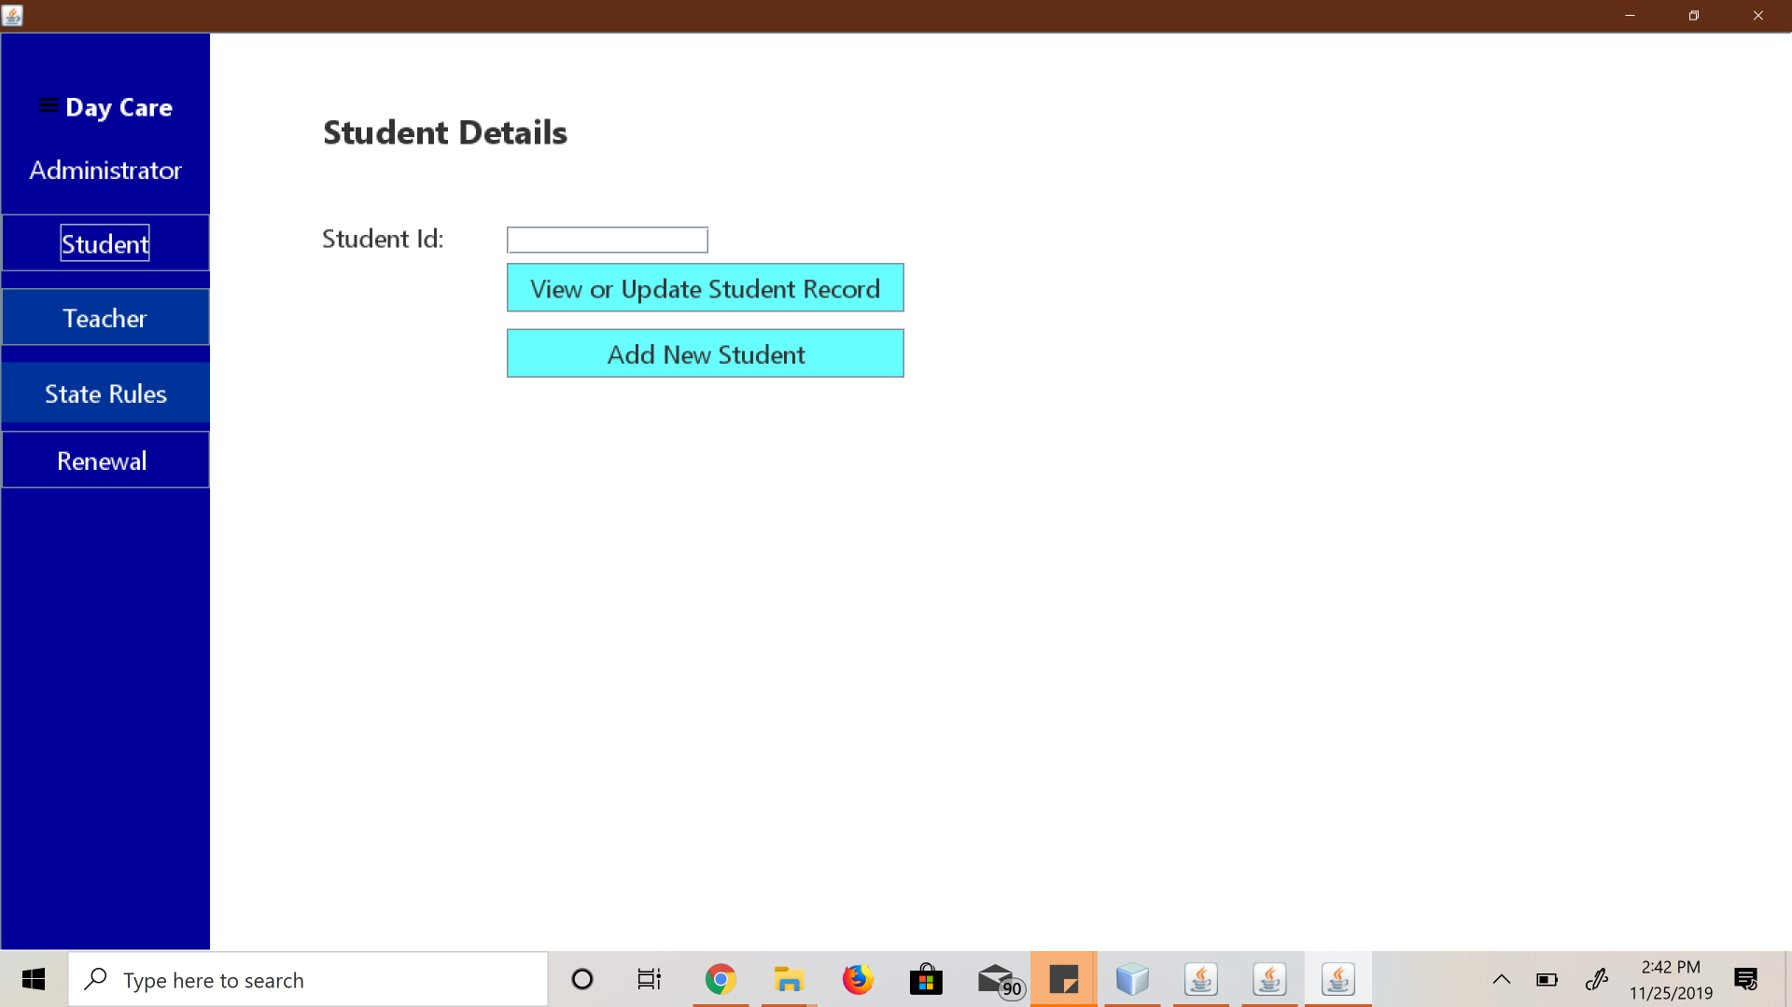 Day Care
Administrator
Student
Teacher
State Rules
Renewal
Student Details
Student Id:
View or Update Student Record
Add New Student
Type here to search
90
2:42 PM
11/25/2019